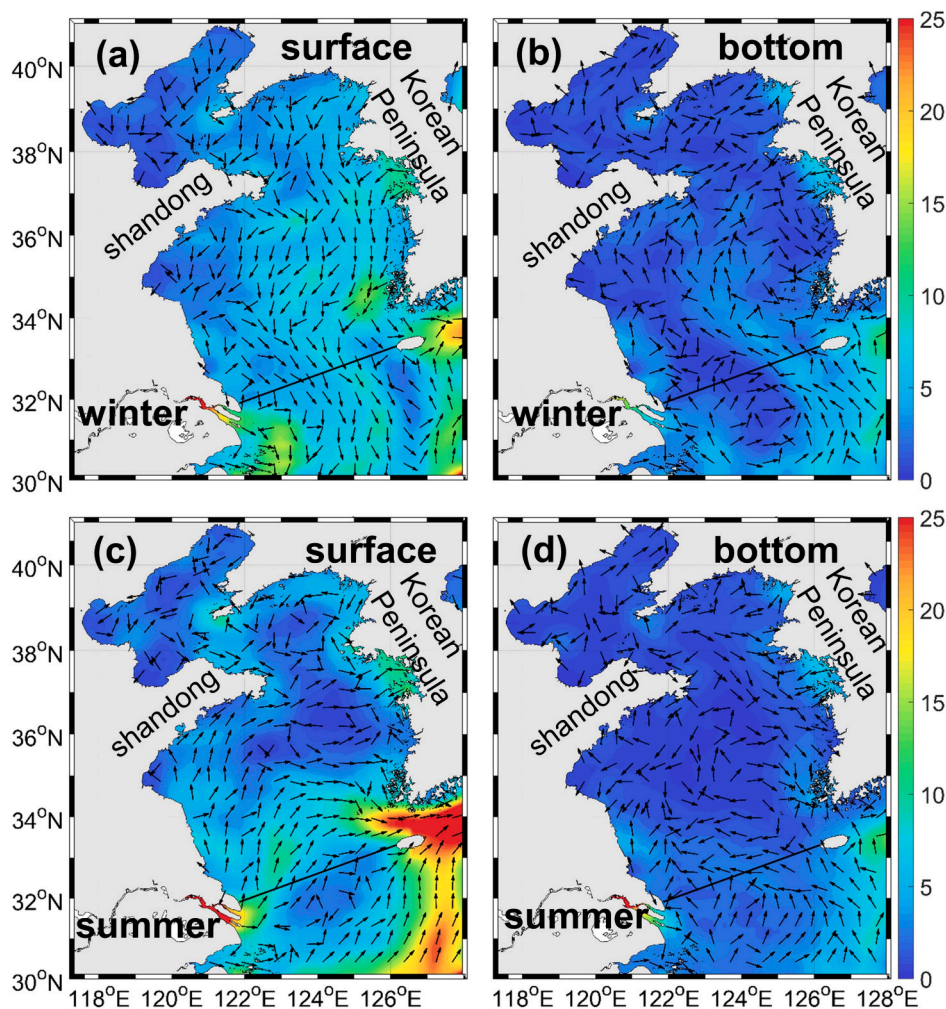 (a) surface
Korean
Peninsula
shandong
winter
40°N
38°N
36°N
34°N
32°N
30°N
(b) bottom
Korean
Peninsula
shandong
winter
25
20
15
10
5
0
(c) surface
Korean
Peninsula
shandong
summer
40°N
38°N
36°N
34°N
32°N
30°N
118°E 120°E 122°E 124°E 126°E
(d) bottom
Korean
Peninsula
shandong
summer
118°E 120°E 122°E 124°E 126°E 128°E
25
20
15
10
5
0